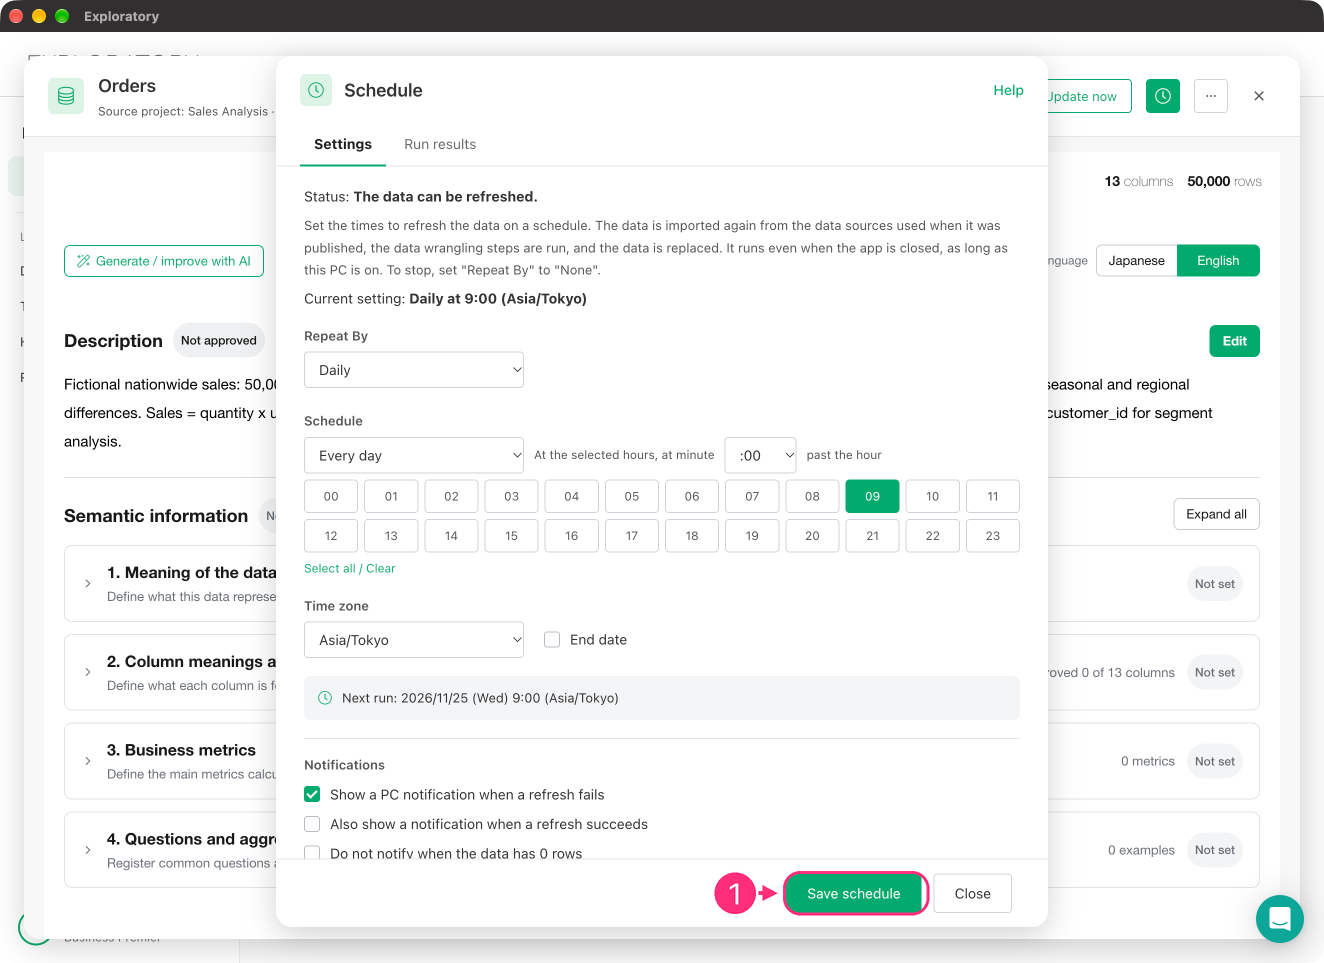 Exploratory
Orders
Source project: Sales Analysis ·
Schedule
Help
Update now
Settings
Run results
Status: The data can be refreshed.
Set the times to refresh the data on a schedule. The data is imported again from the data sources used when it was
published, the data wrangling steps are run, and the data is replaced. It runs even when the app is closed, as long as
this PC is on. To stop, set "Repeat By" to "None".
Current setting: Daily at 9:00 (Asia/Tokyo)
Repeat By
Daily
Schedule
Every day
At the selected hours, at minute
:00
past the hour
00 01 02 03 04 05 06 07 08 09 10 11
12 13 14 15 16 17 18 19 20 21 22 23
Select all / Clear
Time zone
Asia/Tokyo
End date
Next run: 2026/11/25 (Wed) 9:00 (Asia/Tokyo)
Notifications
Show a PC notification when a refresh fails
Also show a notification when a refresh succeeds
Do not notify when the data has 0 rows
1
Save schedule
Close
13 columns 50,000 rows
Generate / improve with AI
Japanese
English
Description
Not approved
Edit
Fictional nationwide sales: 50,0
seasonal and regional
differences. Sales = quantity x
customer_id for segment
analysis.
Semantic information
Expand all
1. Meaning of the data
Define what this data
Not set
2. Column meanings
Define what each column is
0 of 13 columns
Not set
3. Business metrics
Define the main metrics
0 metrics
Not set
4. Questions and
Register common questions
0 examples
Not set